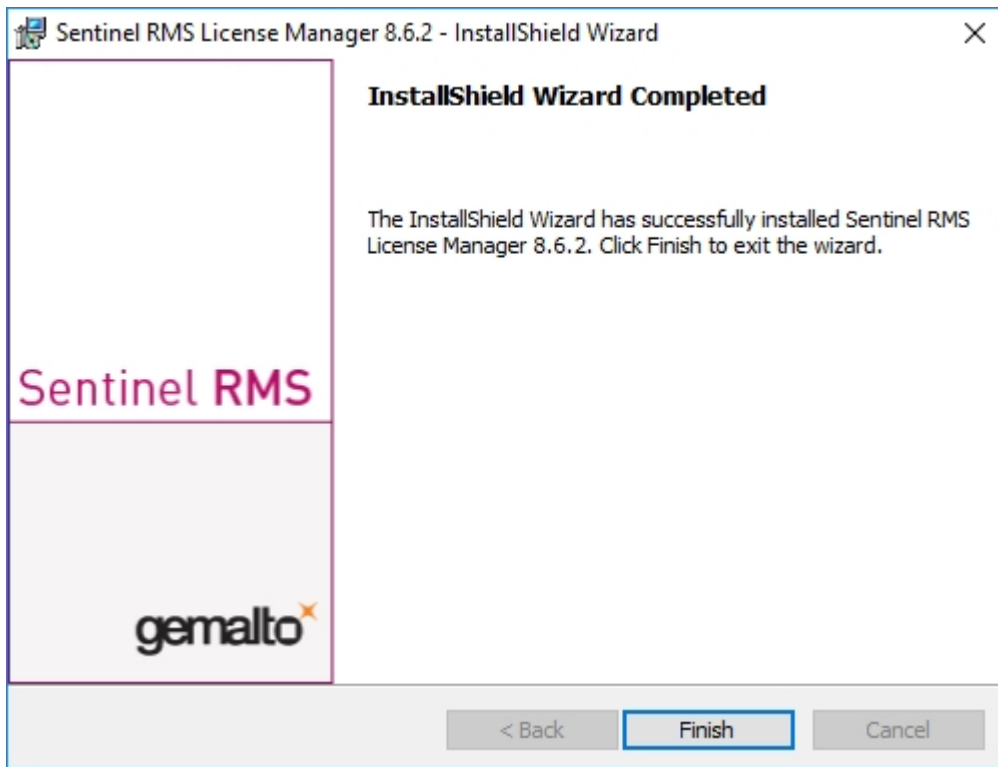 Sentinel RMS License Manager 8.6.2 - InstallShield Wizard
InstallShield Wizard Completed
The InstallShield Wizard has successfully installed Sentinel RMS
License Manager 8.6.2. Click Finish to exit the wizard.
Sentinel RMS
gemalto
< Back
Finish
Cancel